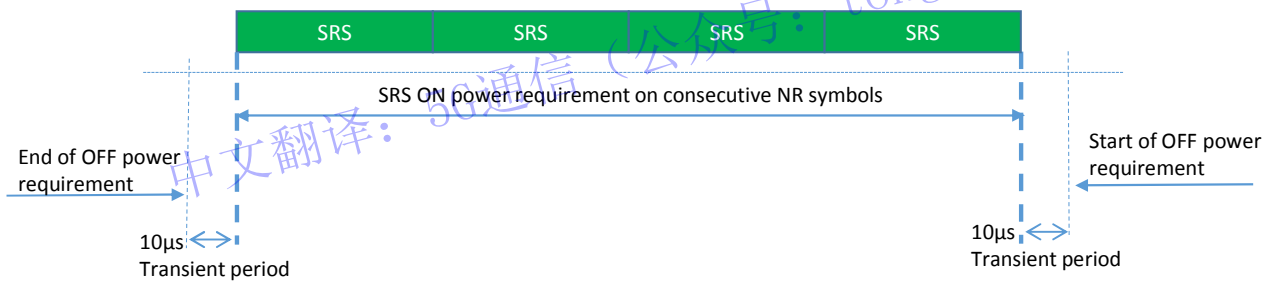 SRS SRS SRS SRS
SRS ON power requirement on consecutive NR symbols
End of OFF power
requirement
Start of OFF power
requirement
10µs
Transient period
10µs
Transient period
中文翻译：5G通信（公众号：